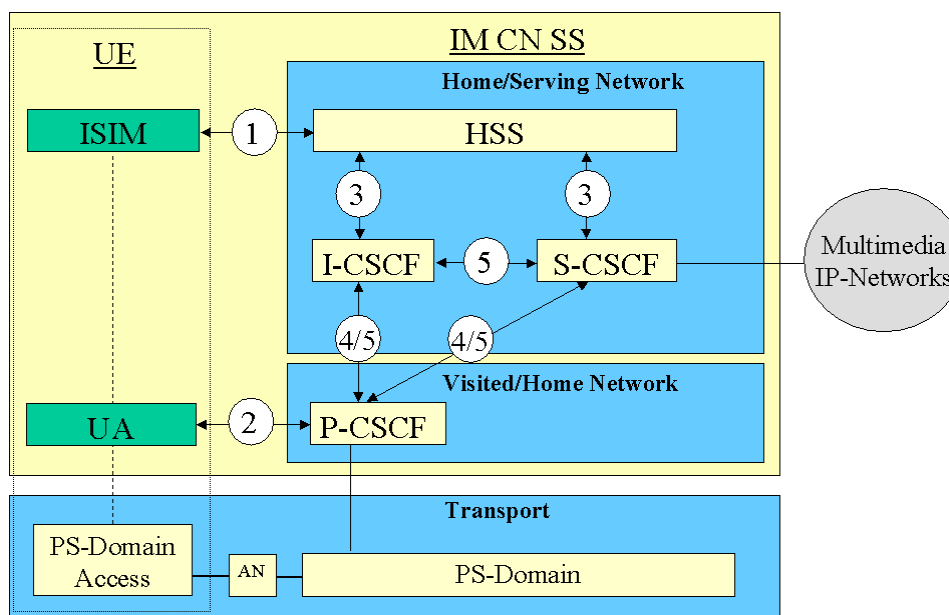 UE
IM CN SS
Home/Serving Network
ISIM
1
HSS
3
3
I-CSCF
5
S-CSCF
Multimedia
IP-Networks
4/5
4/5
Visited/Home Network
UA
2
P-CSCF
Transport
PS-Domain
Access
AN
PS-Domain